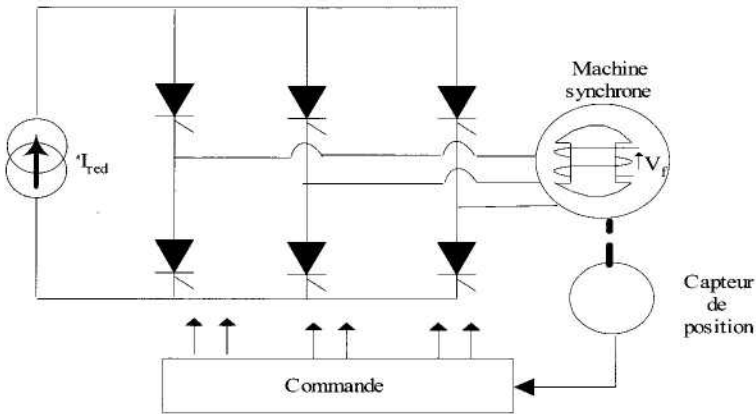 Machine
synchrone
I_red
V_f
Capteur
de
position
Commande